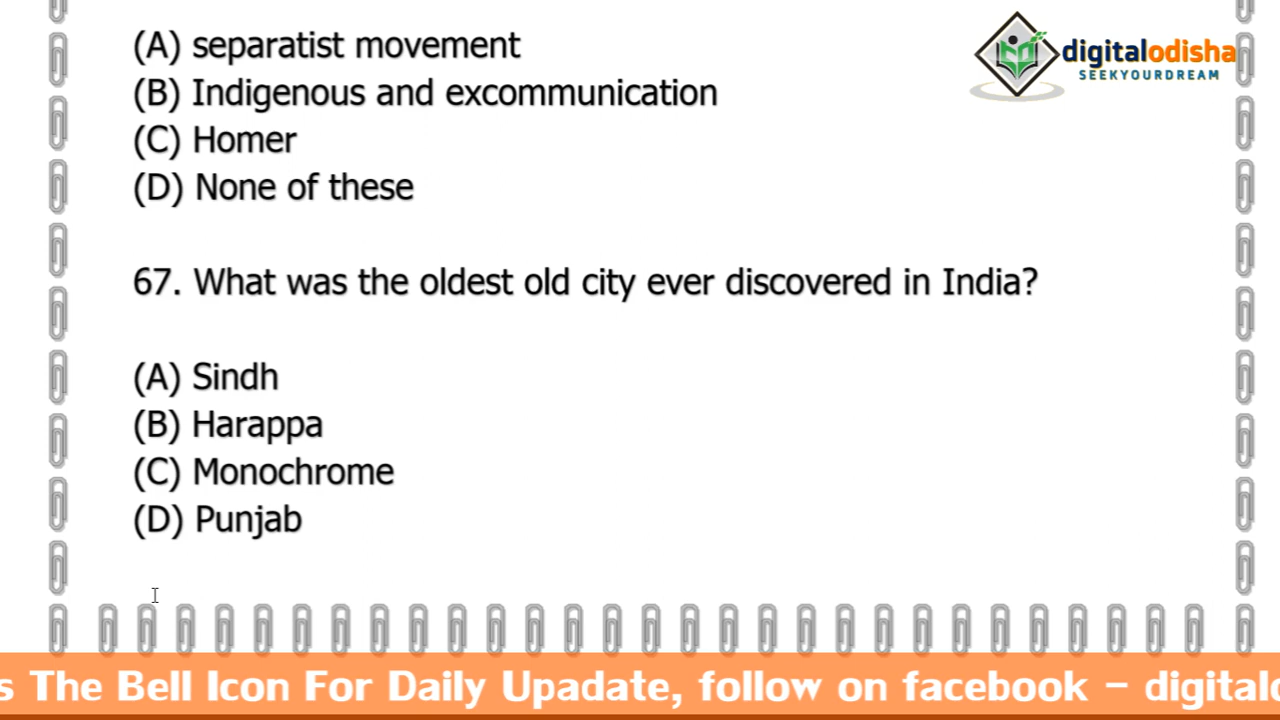 (A) separatist movement
(B) Indigenous and excommunication
(C) Homer
(D) None of these
digitalodisha
SEEKYOURDREAM
67. What was the oldest old city ever discovered in India?
(A) Sindh
(B) Harappa
(C) Monochrome
(D) Punjab
s The Bell Icon For Daily Upadate, follow on facebook - digital